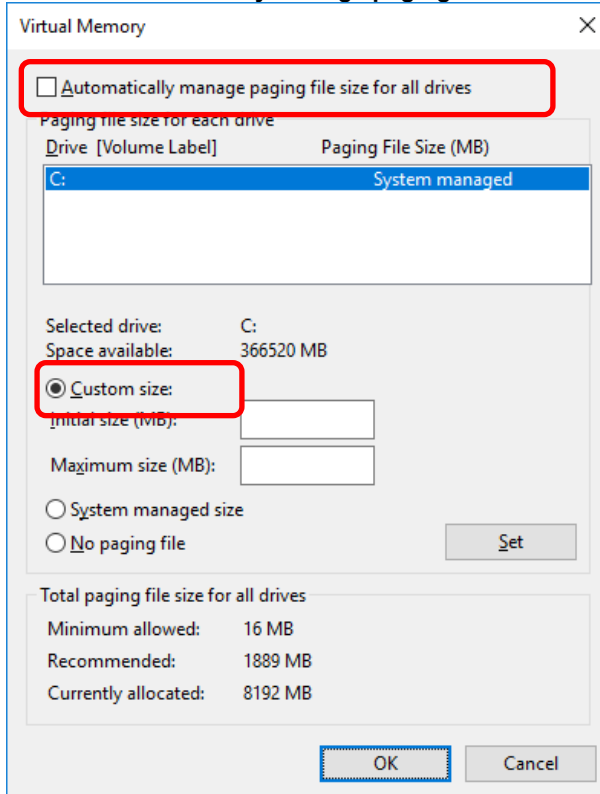 Virtual Memory
Automatically manage paging file size for all drives
Paging file size for each drive
Drive [Volume Label] Paging File Size (MB)
C: System managed
Selected drive: C:
Space available: 366520 MB
Custom size:
Initial size (MB):
Maximum size (MB):
System managed size
No paging file Set
Total paging file size for all drives
Minimum allowed: 16 MB
Recommended: 1889 MB
Currently allocated: 8192 MB
OK Cancel